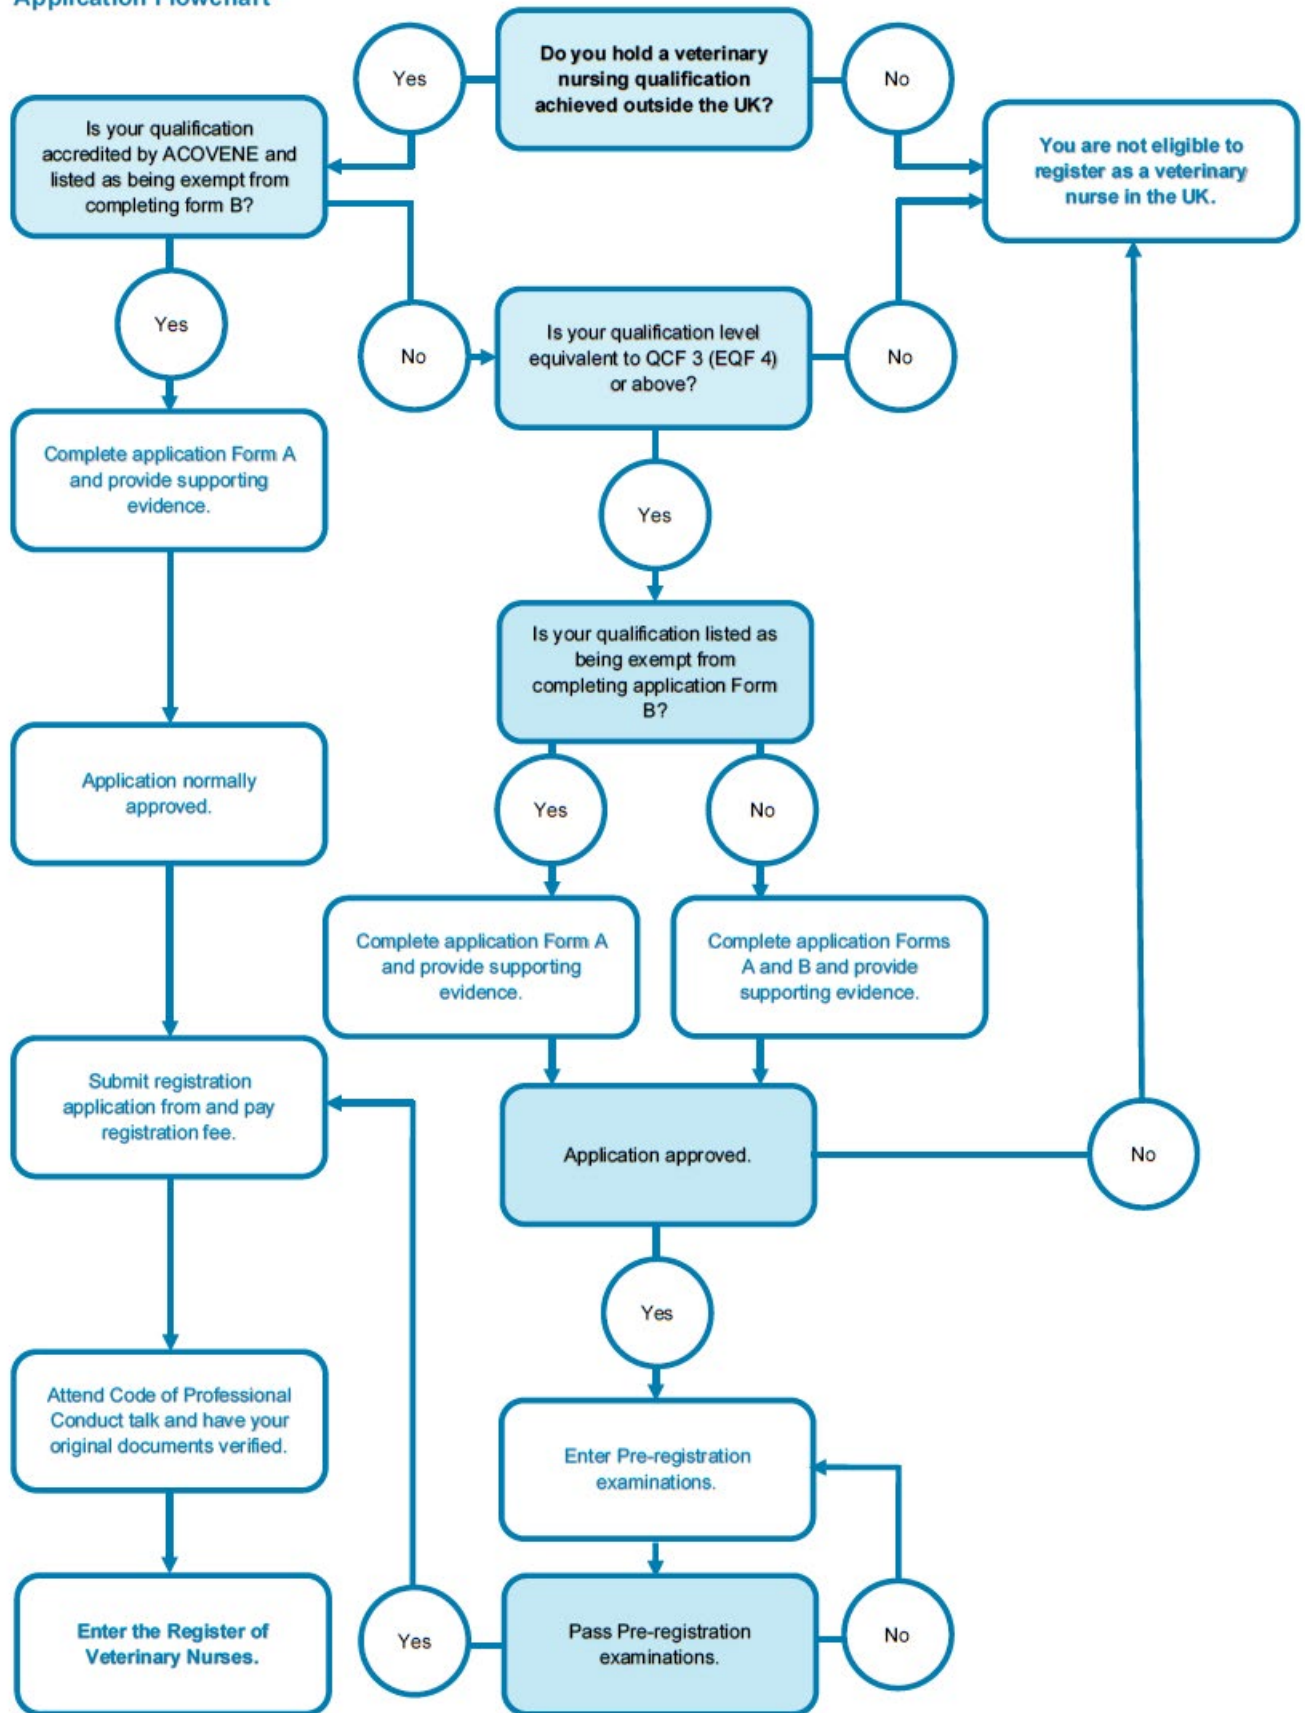 Application Flowchart
Do you hold a veterinary
nursing qualification
achieved outside the UK?
Yes
No
Is your qualification
accredited by ACOVENE and
listed as being exempt from
completing form B?
You are not eligible to
register as a veterinary
nurse in the UK.
Yes
No
Is your qualification level
equivalent to QCF 3 (EQF 4)
or above?
No
Complete application Form A
and provide supporting
evidence.
Yes
Is your qualification listed as
being exempt from
completing application Form
B?
Application normally
approved.
Yes
No
Complete application Form A
and provide supporting
evidence.
Complete application Forms
A and B and provide
supporting evidence.
Submit registration
application from and pay
registration fee.
Application approved.
No
Yes
Attend Code of Professional
Conduct talk and have your
original documents verified.
Enter Pre-registration
examinations.
Enter the Register of
Veterinary Nurses.
Yes
Pass Pre-registration
examinations.
No